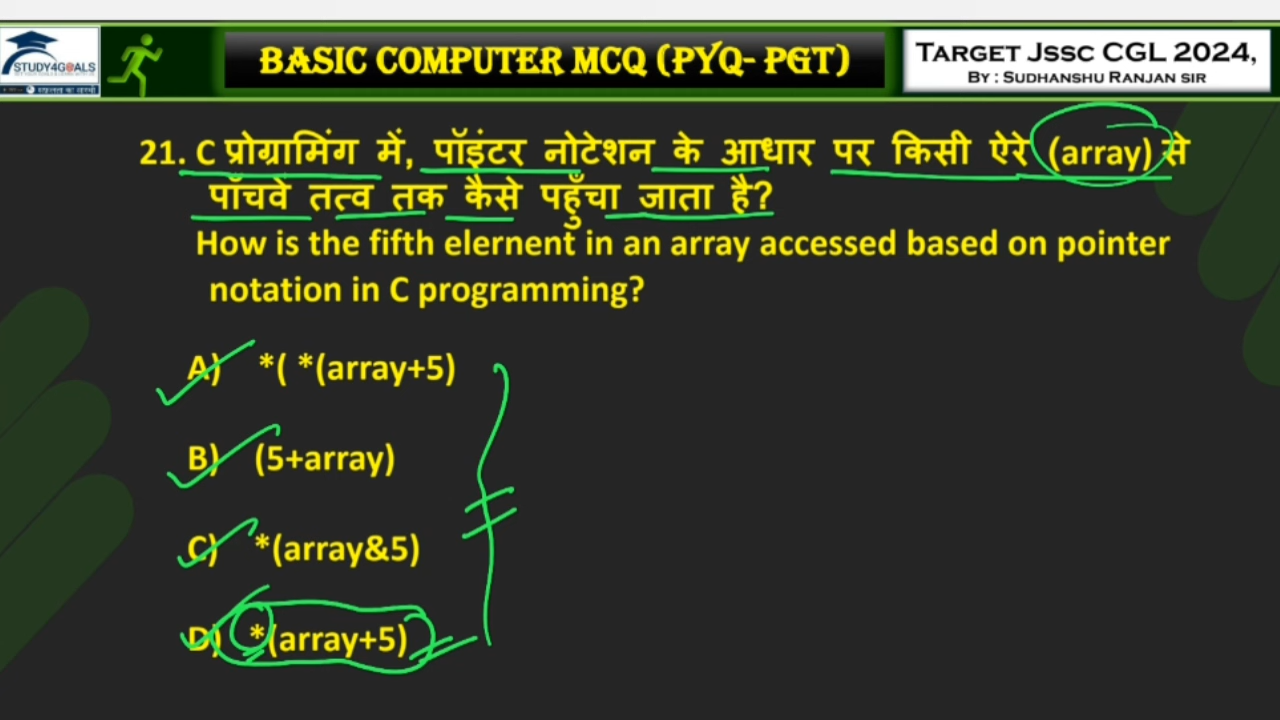 STUDY4GOALS
BASIC COMPUTER MCQ (PYQ- PGT)
TARGET JSSC CGL 2024,
BY : SUDHANSHU RANJAN SIR
21. C प्रोग्रामिंग में, पॉइंटर नोटेशन के आधार पर किसी ऐरे (array) से
पाँचवे तत्व तक कैसे पहुँचा जाता है?
How is the fifth elernent in an array accessed based on pointer
notation in C programming?
A) *( *(array+5)
B) (5+array)
C) *(array&5)
D) *(array+5)